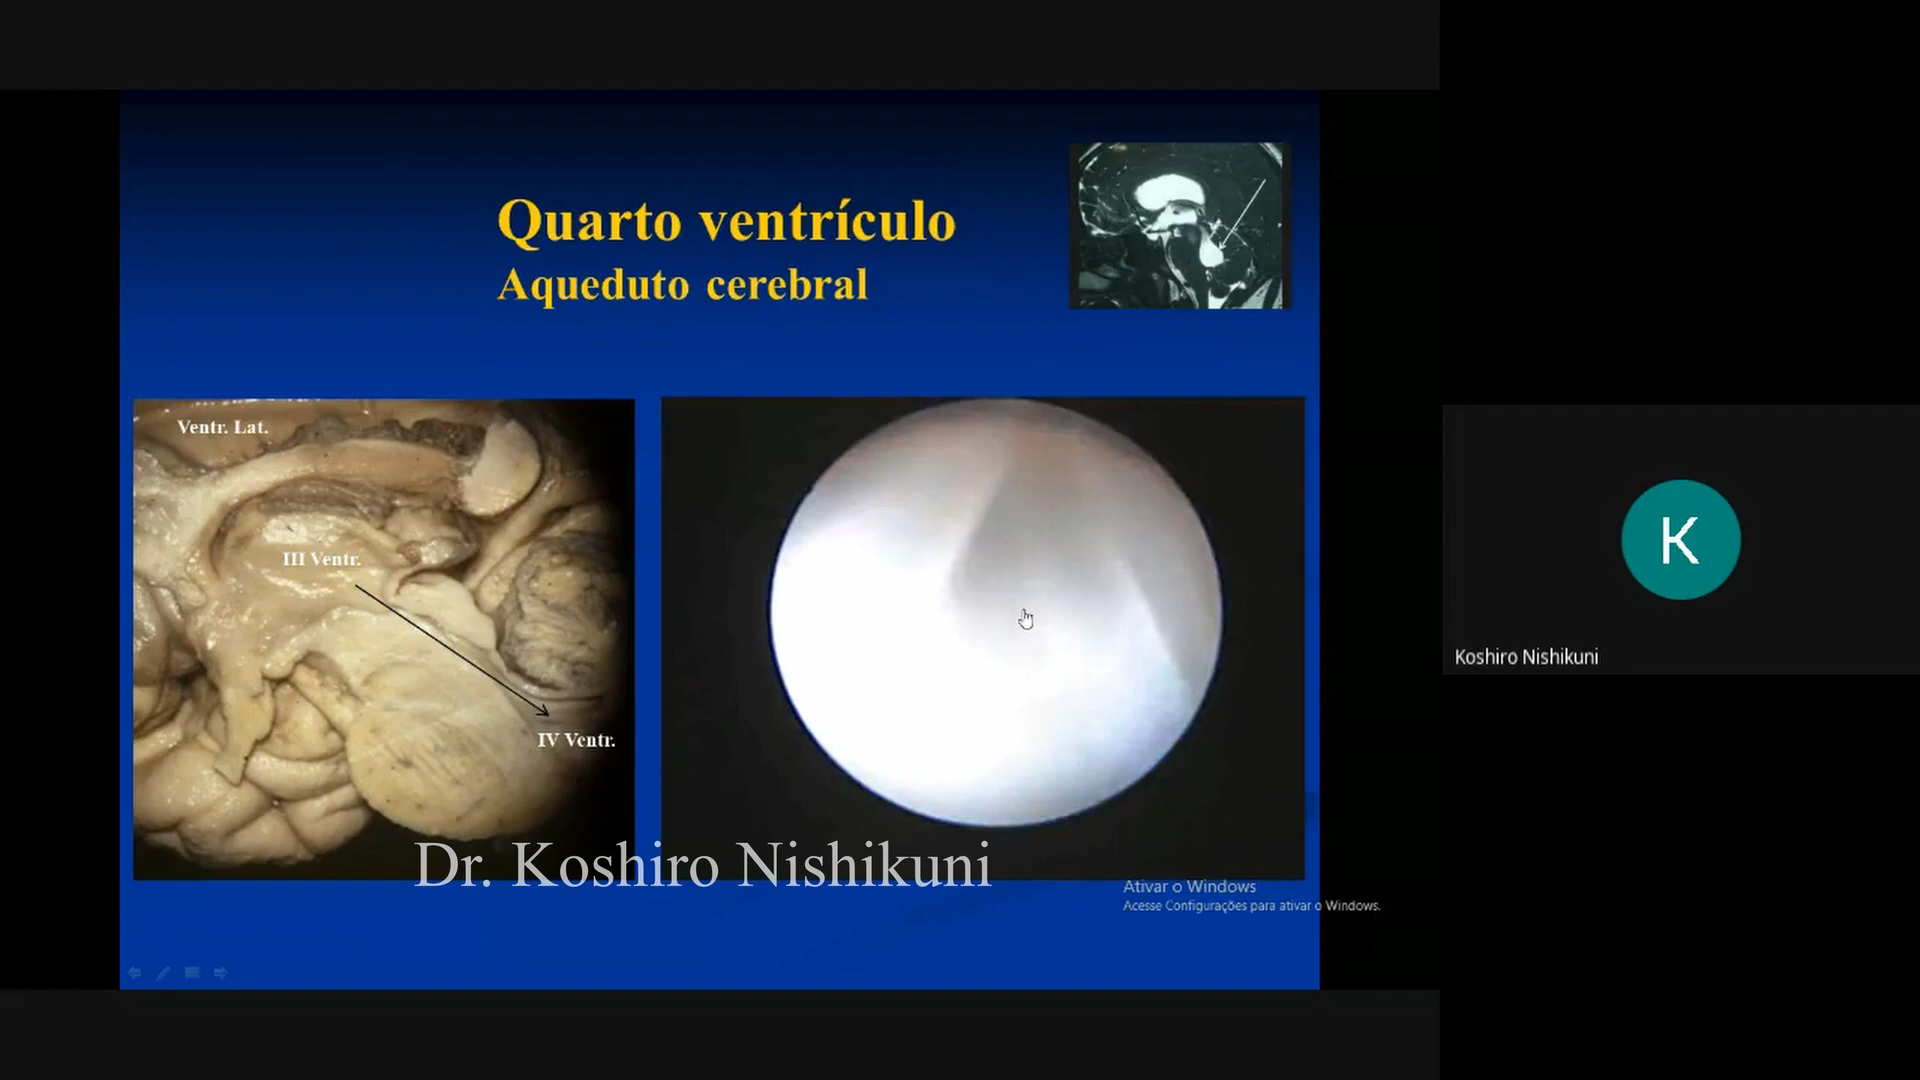 Quarto ventrículo
Aqueduto cerebral
Ventr. Lat.
III Ventr.
IV Ventr.
Dr. Koshiro Nishikuni
Ativar o Windows
Acesse Configurações para ativar o Windows.
K
Koshiro Nishikuni